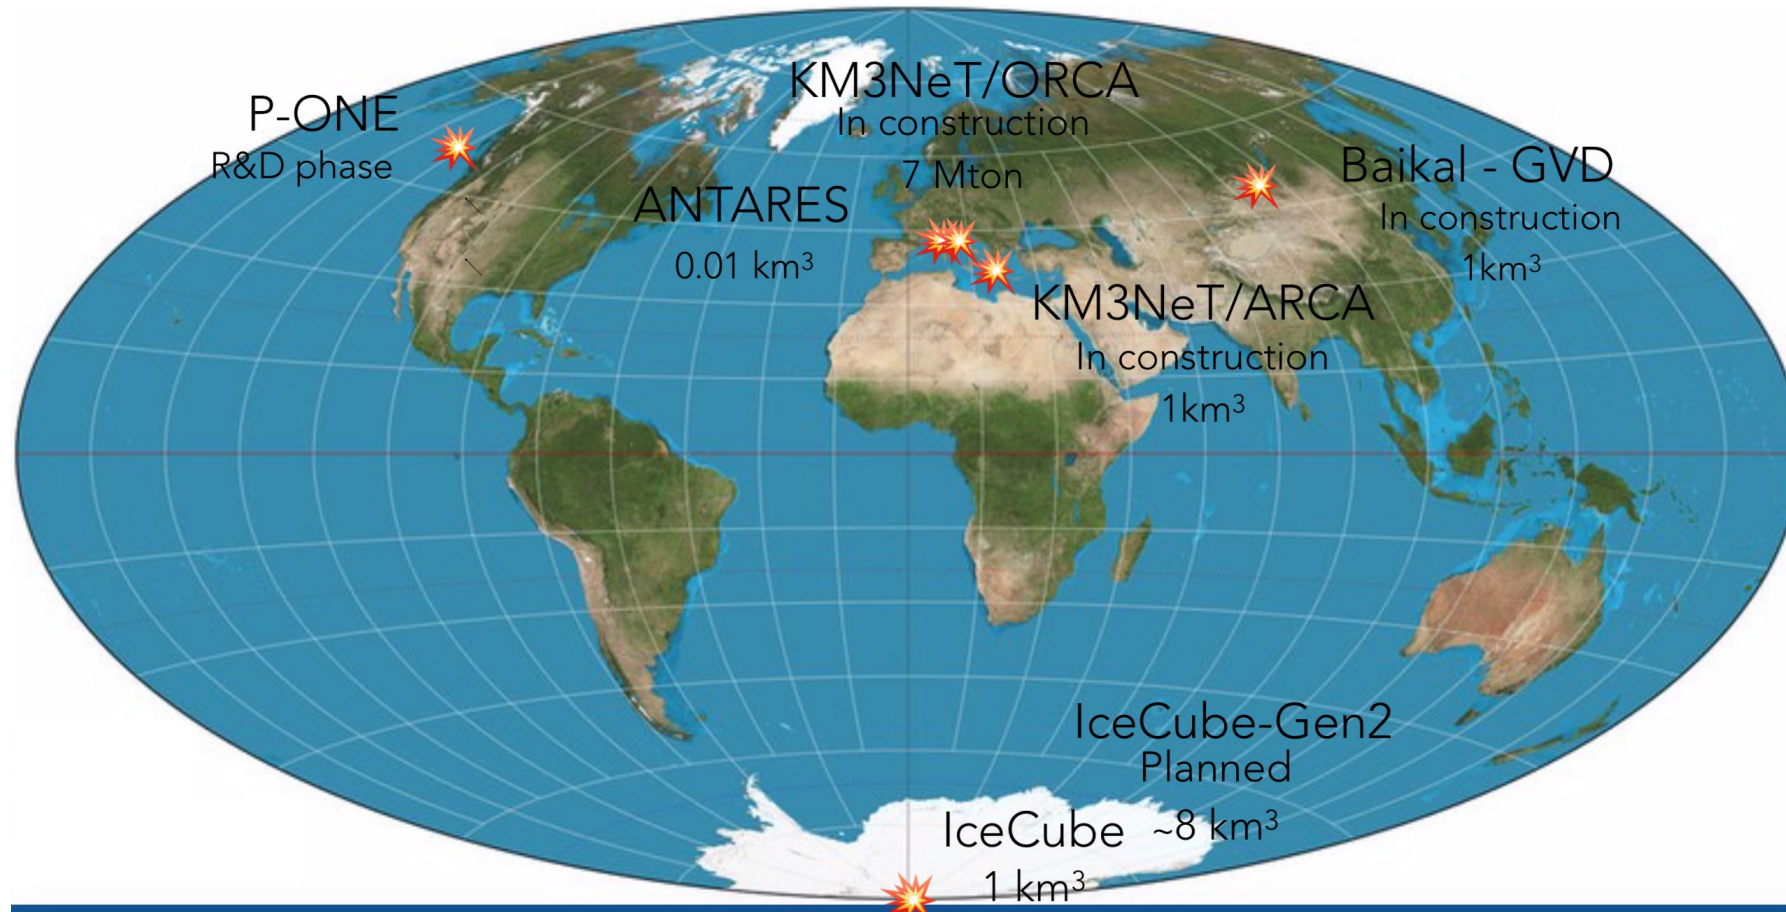 P-ONE
R&D phase
KM3NeT/ORCA
In construction
7 Mton
ANTARES
0.01 km³
Baikal - GVD
In construction
1km³
KM3NeT/ARCA
In construction
1km³
IceCube-Gen2
Planned
~8 km³
IceCube
1 km³